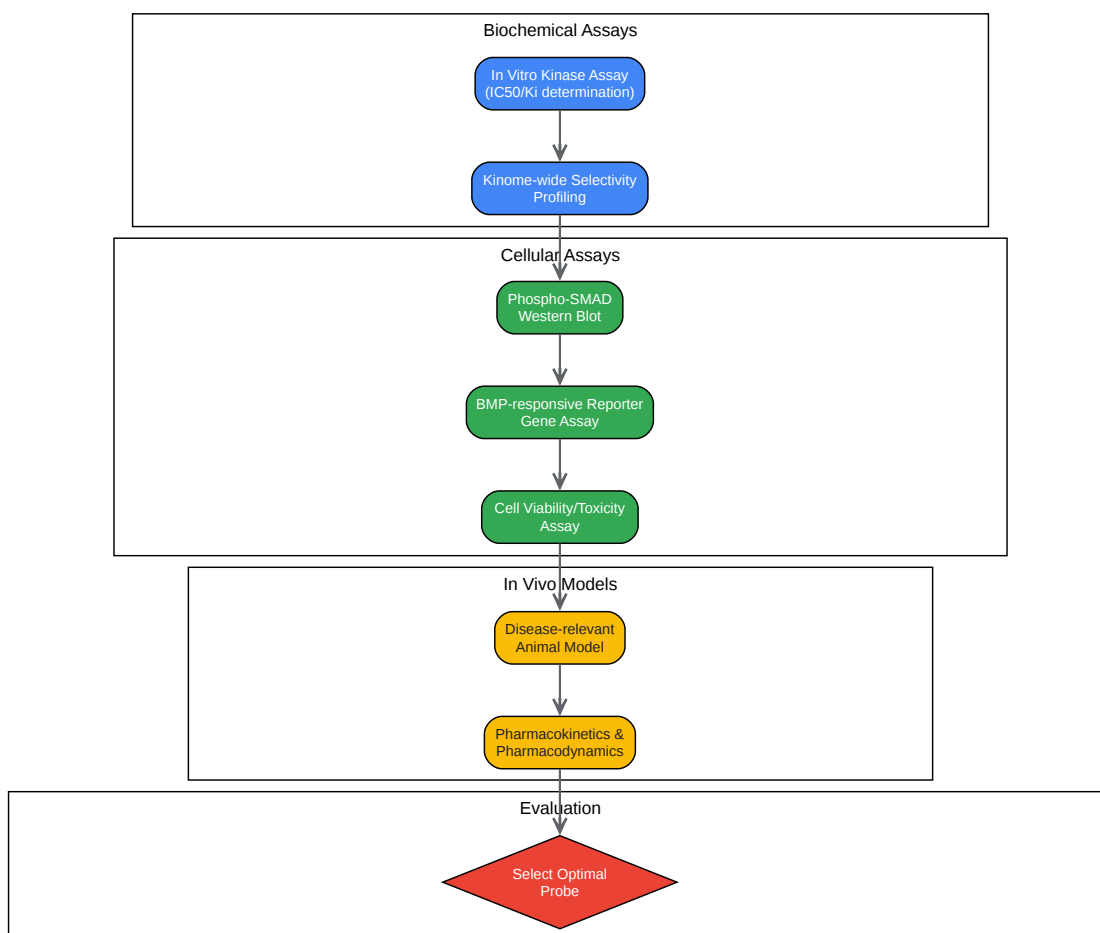 Biochemical Assays
In Vitro Kinase Assay
(IC50/Ki determination)
Kinome-wide Selectivity
Profiling
Cellular Assays
Phospho-SMAD
Western Blot
BMP-responsive Reporter
Gene Assay
Cell Viability/Toxicity
Assay
In Vivo Models
Disease-relevant
Animal Model
Pharmacokinetics &
Pharmacodynamics
Evaluation
Select Optimal
Probe